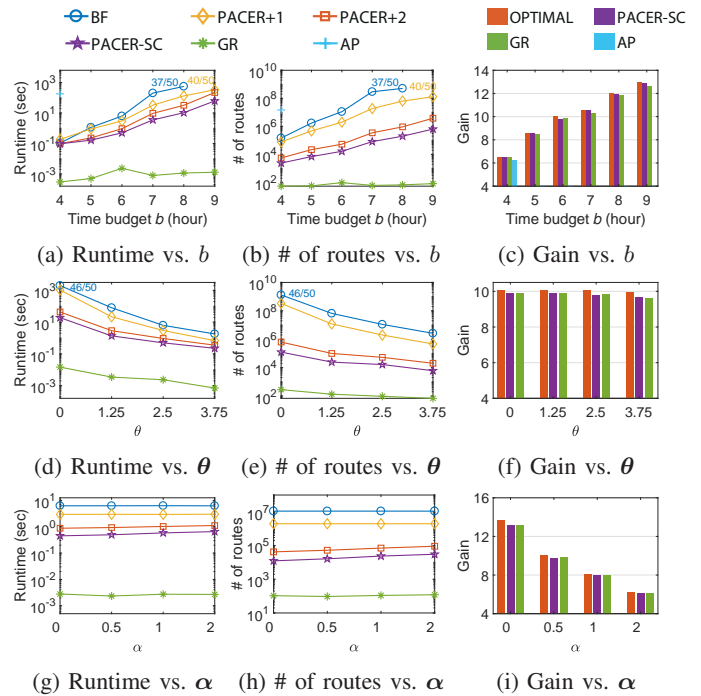 BF PACER+1 PACER+2 OPTIMAL PACER-SC
PACER-SC GR AP GR AP
Runtime (sec) 10^3 10^1 10^-1 10^-3 37/50 40/50
4 5 6 7 8 9
Time budget b (hour)
# of routes 10^10 10^8 10^6 10^4 10^2 37/50 40/50
4 5 6 7 8 9
Time budget b (hour)
Gain 14 12 10 8 6 4
4 5 6 7 8 9
Time budget b (hour)
(a) Runtime vs. b (b) # of routes vs. b (c) Gain vs. b
Runtime (sec) 10^3 10^1 10^-1 10^-3 46/50
0 1.25 2.5 3.75
θ
# of routes 10^10 10^8 10^6 10^4 10^2 46/50
0 1.25 2.5 3.75
θ
Gain 10 8 6 4
0 1.25 2.5 3.75
θ
(d) Runtime vs. θ (e) # of routes vs. θ (f) Gain vs. θ
Runtime (sec) 10^1 10^0 10^-1 10^-2 10^-3
0 0.5 1 2
α
# of routes 10^7 10^5 10^3 10^1
0 0.5 1 2
α
Gain 16 12 8 4
0 0.5 1 2
α
(g) Runtime vs. α (h) # of routes vs. α (i) Gain vs. α